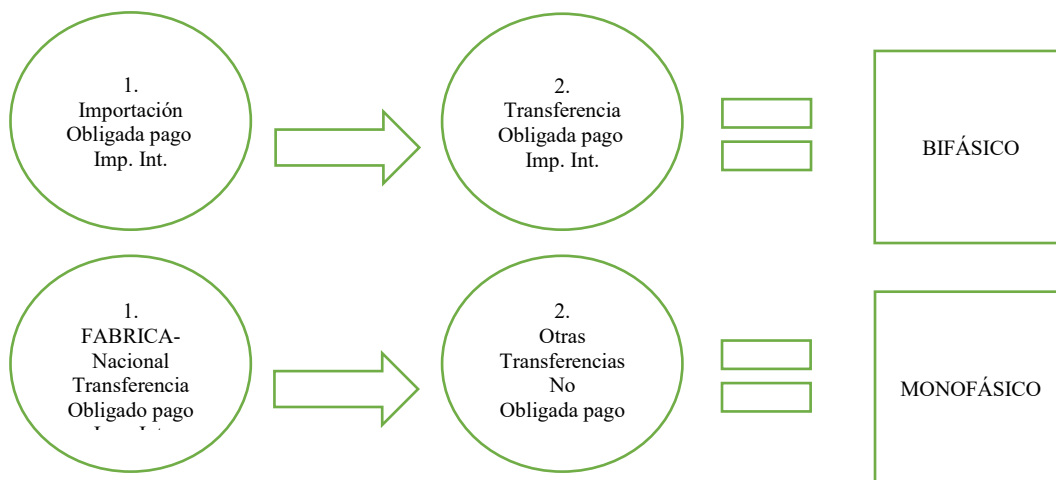 1.
Importación
Obligada pago
Imp. Int.
2.
Transferencia
Obligada pago
Imp. Int.
BIFÁSICO
1.
FABRICA-
Nacional
Transferencia
Obligado pago
2.
Otras
Transferencias
No
Obligada pago
MONOFÁSICO